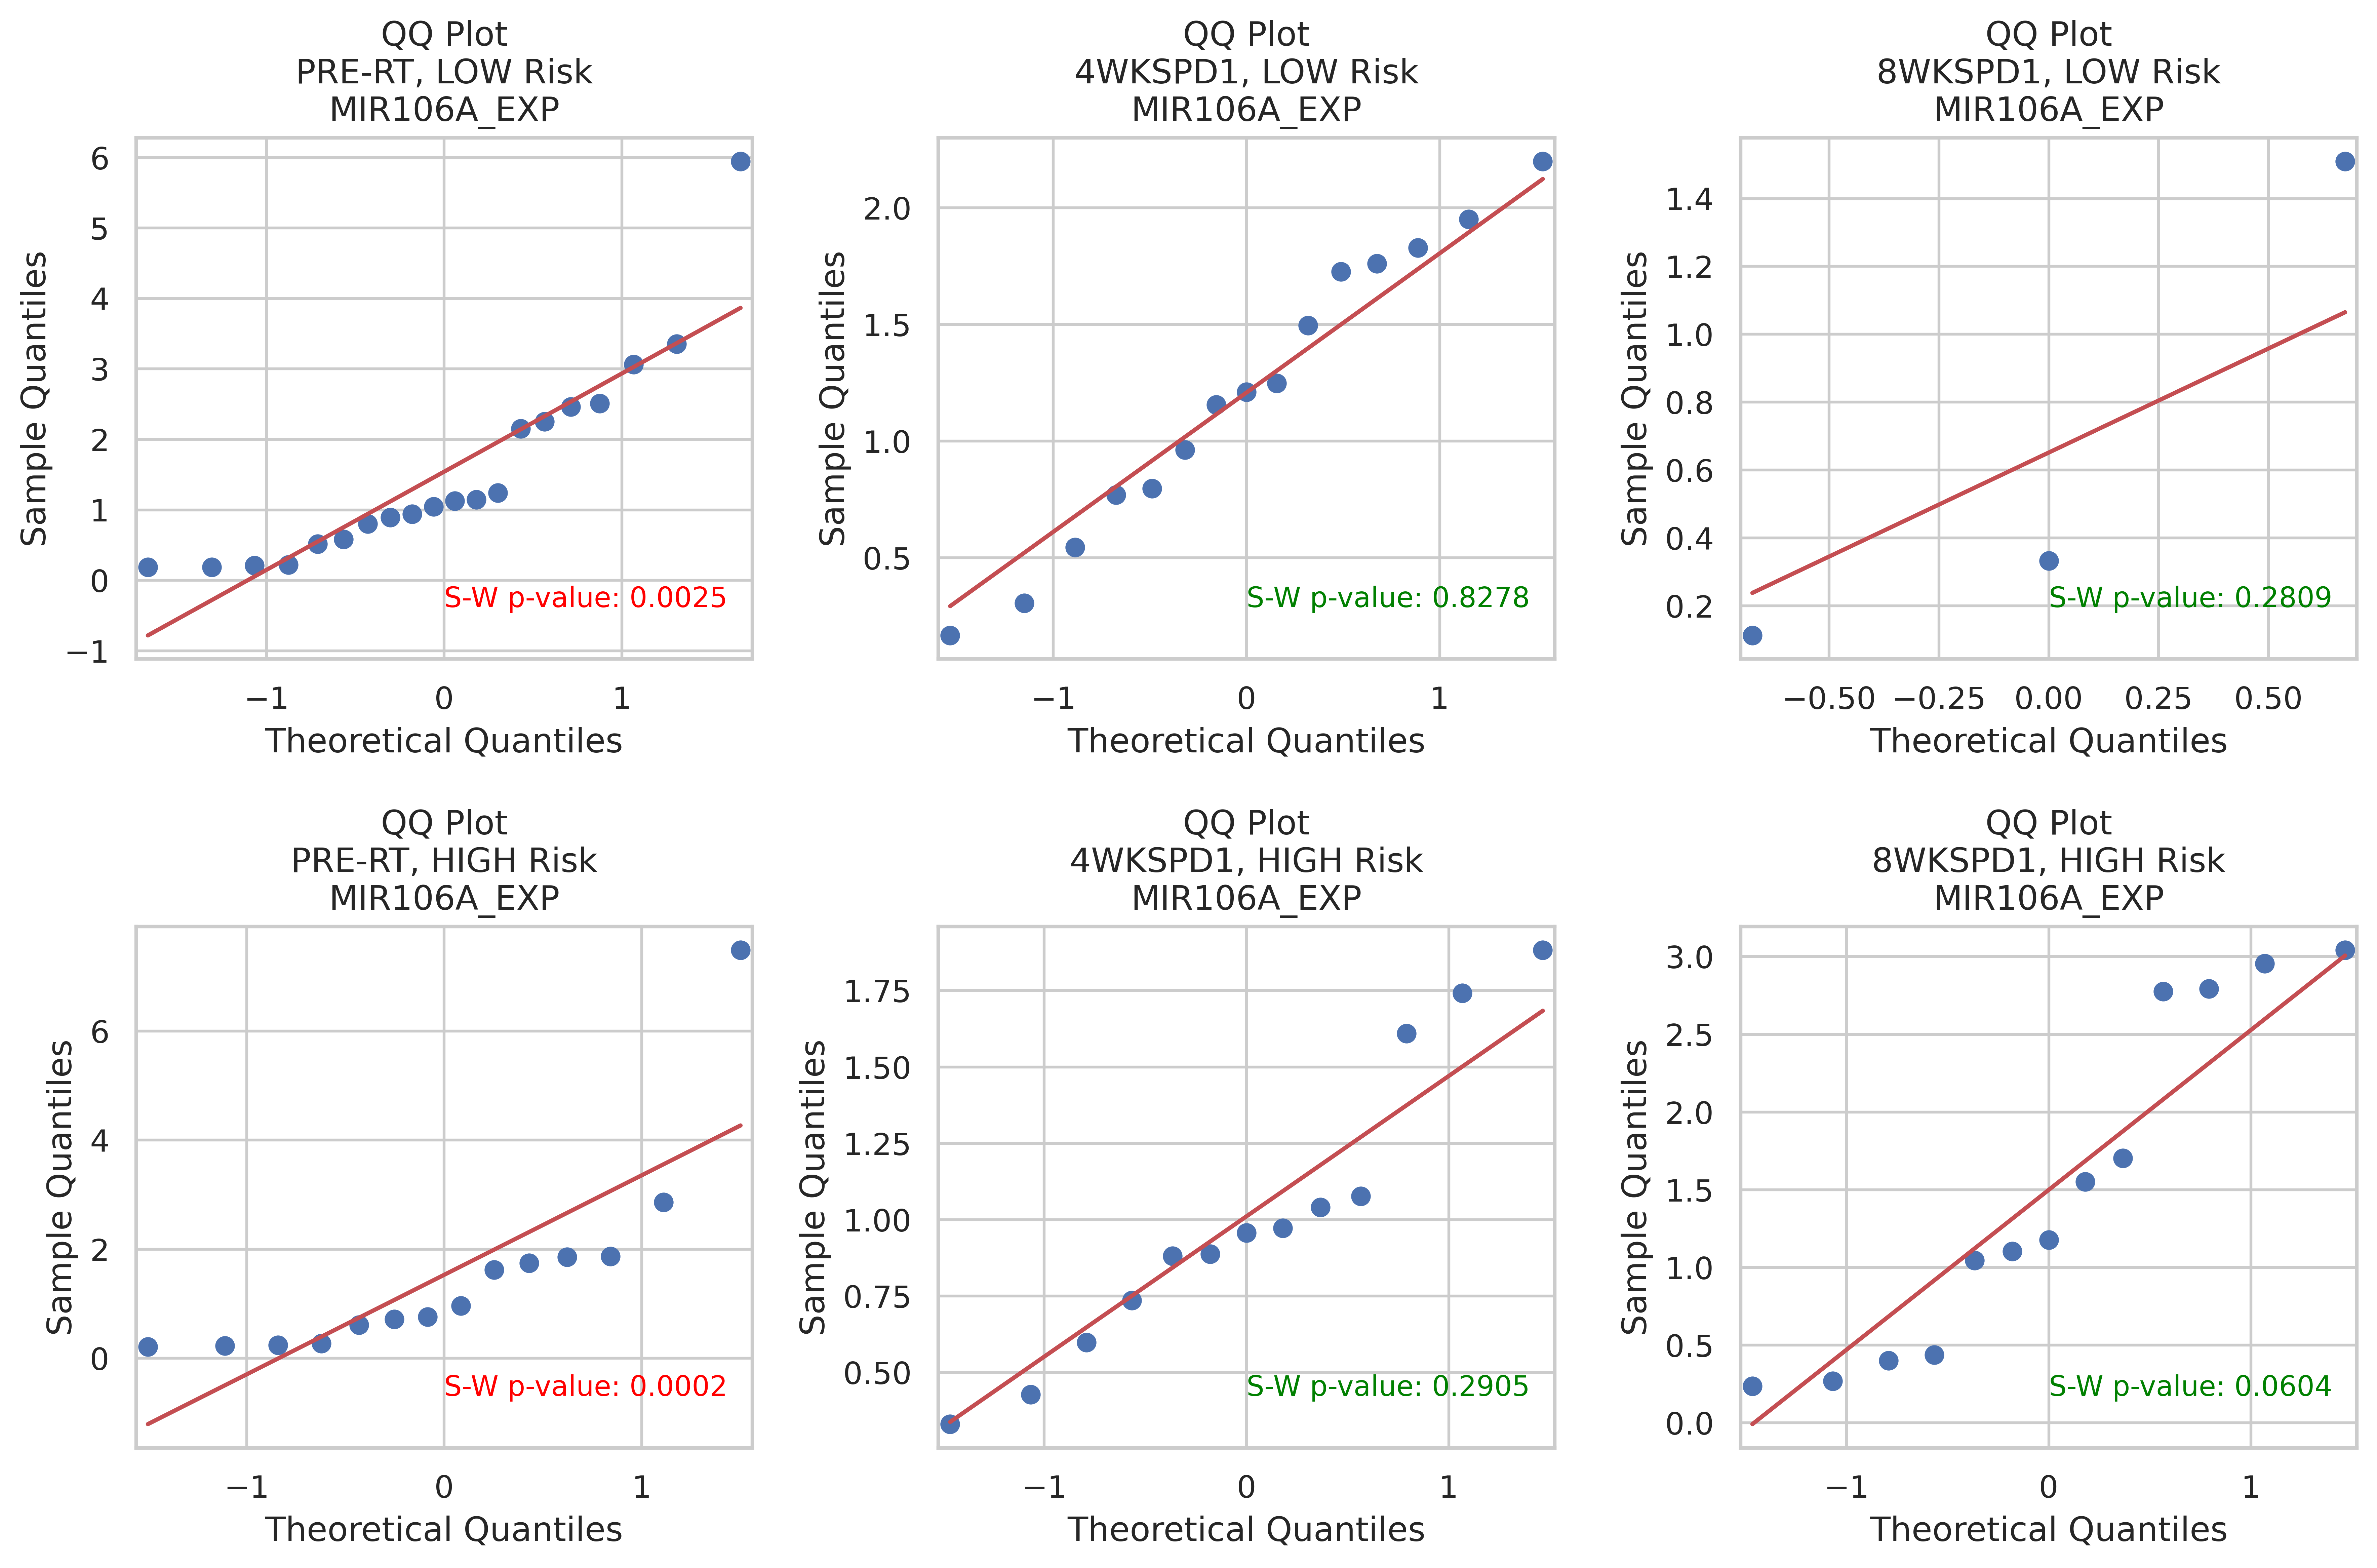 QQ Plot
PRE-RT, LOW Risk
MIR106A_EXP
6
5
4
3
2
1
0
−1
Sample Quantiles
S-W p-value: 0.0025
−1 0 1
Theoretical Quantiles
QQ Plot
4WKSPD1, LOW Risk
MIR106A_EXP
2.0
1.5
1.0
0.5
Sample Quantiles
S-W p-value: 0.8278
−1 0 1
Theoretical Quantiles
QQ Plot
8WKSPD1, LOW Risk
MIR106A_EXP
1.4
1.2
1.0
0.8
0.6
0.4
0.2
Sample Quantiles
S-W p-value: 0.2809
−0.50 −0.25 0.00 0.25 0.50
Theoretical Quantiles
QQ Plot
PRE-RT, HIGH Risk
MIR106A_EXP
6
4
2
0
Sample Quantiles
S-W p-value: 0.0002
−1 0 1
Theoretical Quantiles
QQ Plot
4WKSPD1, HIGH Risk
MIR106A_EXP
1.75
1.50
1.25
1.00
0.75
0.50
Sample Quantiles
S-W p-value: 0.2905
−1 0 1
Theoretical Quantiles
QQ Plot
8WKSPD1, HIGH Risk
MIR106A_EXP
3.0
2.5
2.0
1.5
1.0
0.5
0.0
Sample Quantiles
S-W p-value: 0.0604
−1 0 1
Theoretical Quantiles